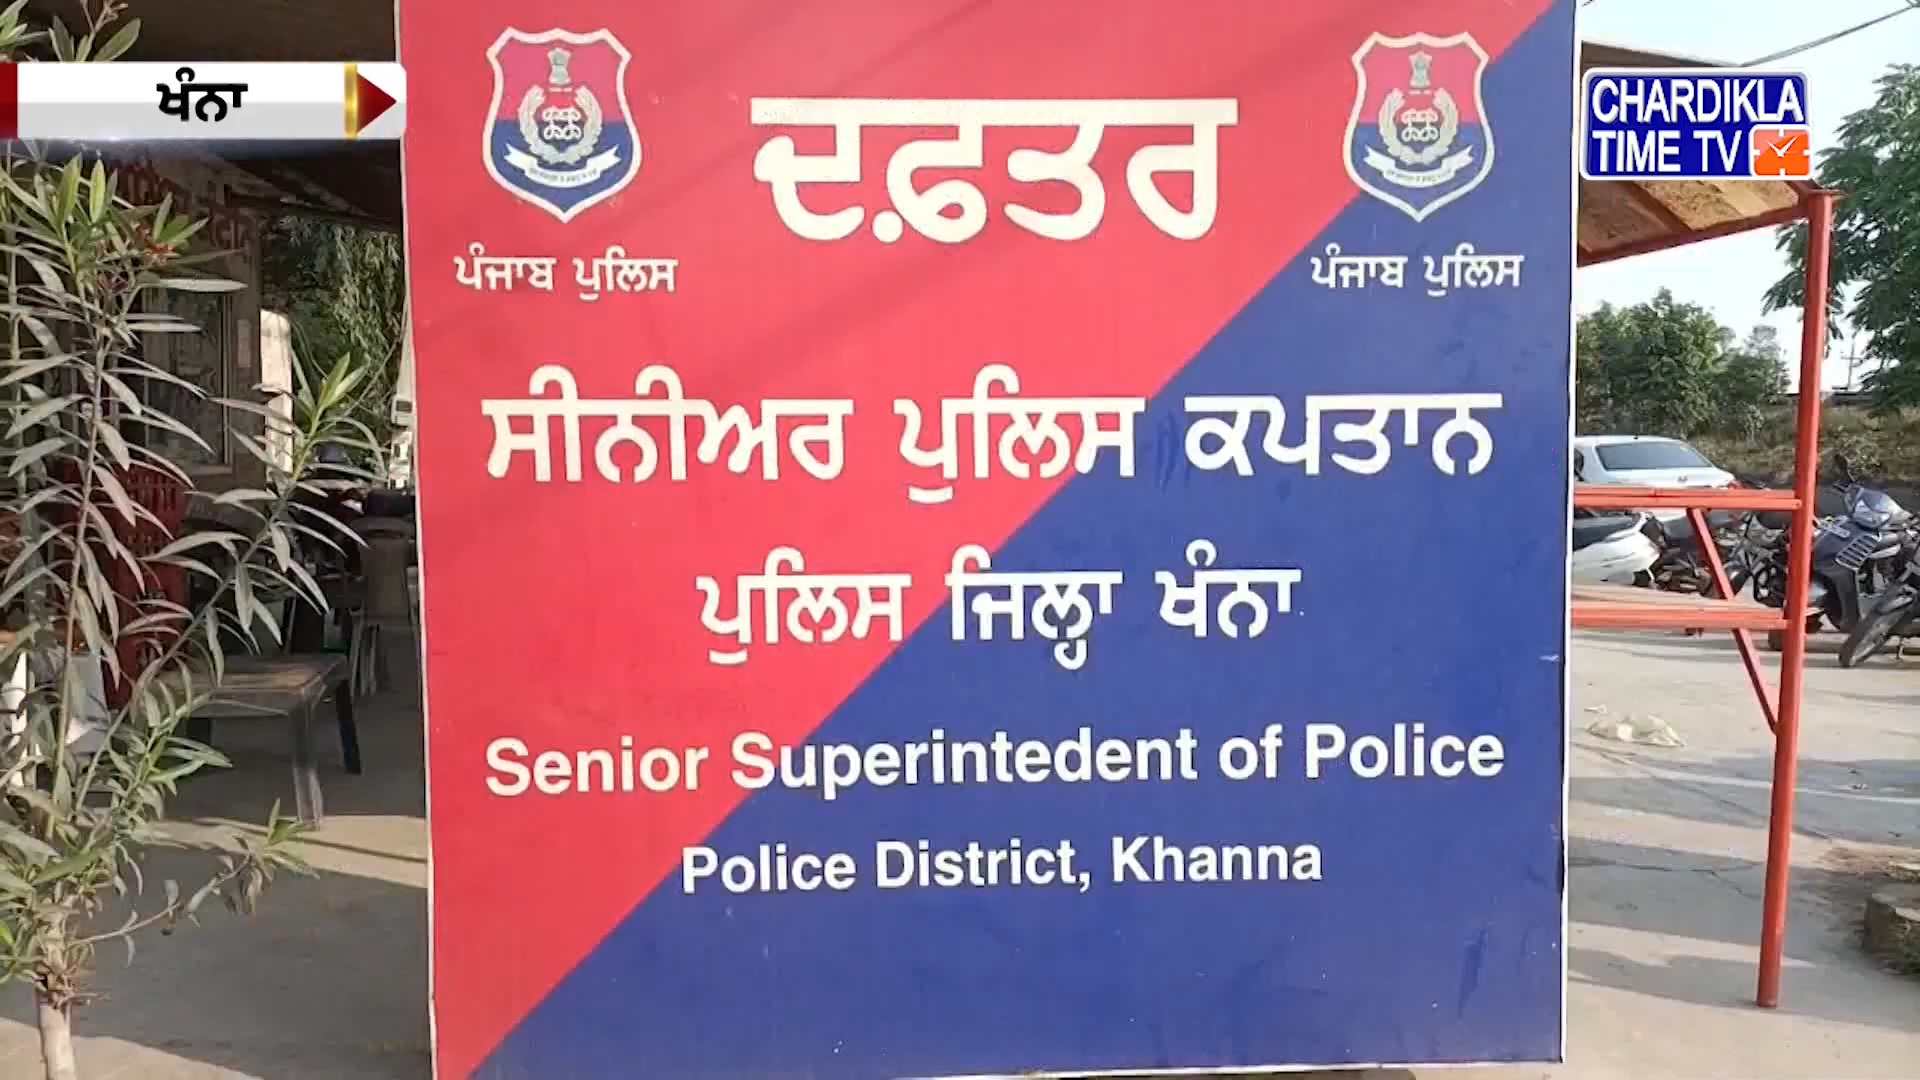 ਖੰਨਾ
CHARDIKLA
TIME TV
ਦਫ਼ਤਰ
ਪੰਜਾਬ ਪੁਲਿਸ
ਪੰਜਾਬ ਪੁਲਿਸ
ਸੀਨੀਅਰ ਪੁਲਿਸ ਕਪਤਾਨ
ਪੁਲਿਸ ਜਿਲ੍ਹਾ ਖੰਨਾ
Senior Superintedent of Police
Police District, Khanna